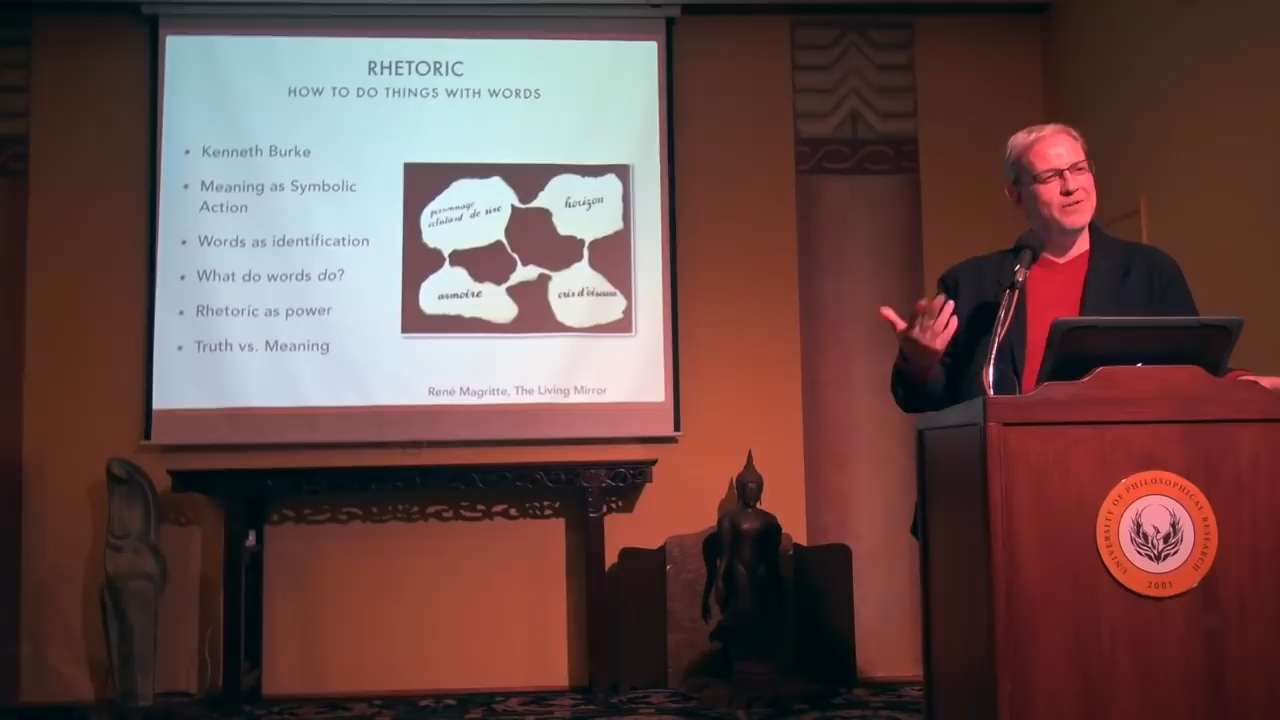 RHETORIC
HOW TO DO THINGS WITH WORDS
• Kenneth Burke
• Meaning as Symbolic
Action
• Words as identification
• What do words do?
• Rhetoric as power
• Truth vs. Meaning
personnage
éclatant de rire
horizon
armoire
cris d'oiseaux
René Magritte, The Living Mirror
UNIVERSITY OF PHILOSOPHICAL RESEARCH
2001